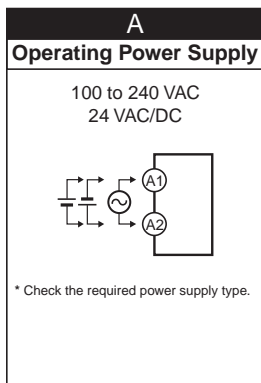 A
Operating Power Supply
100 to 240 VAC
24 VAC/DC
A1
A2
* Check the required power supply type.